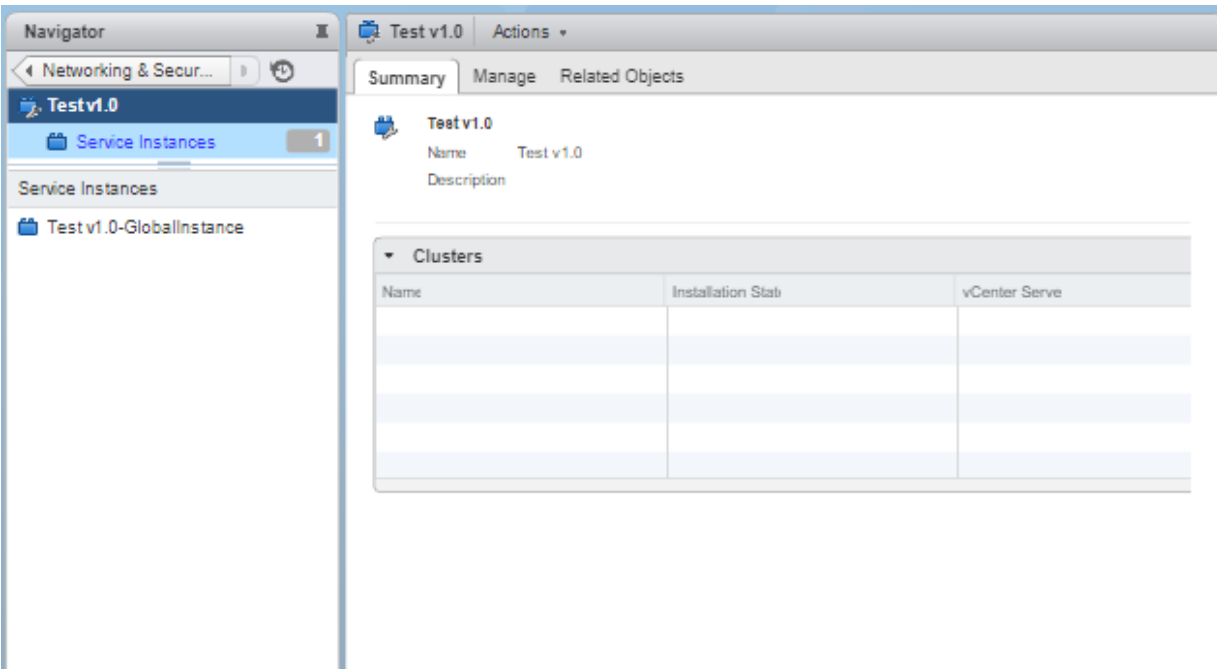 Navigator
Networking & Secur...
Test v1.0
Service Instances 1
Service Instances
Test v1.0-GlobalInstance
Test v1.0 Actions
Summary Manage Related Objects
Test v1.0
Name Test v1.0
Description
Clusters
Name Installation Stat vCenter Serve